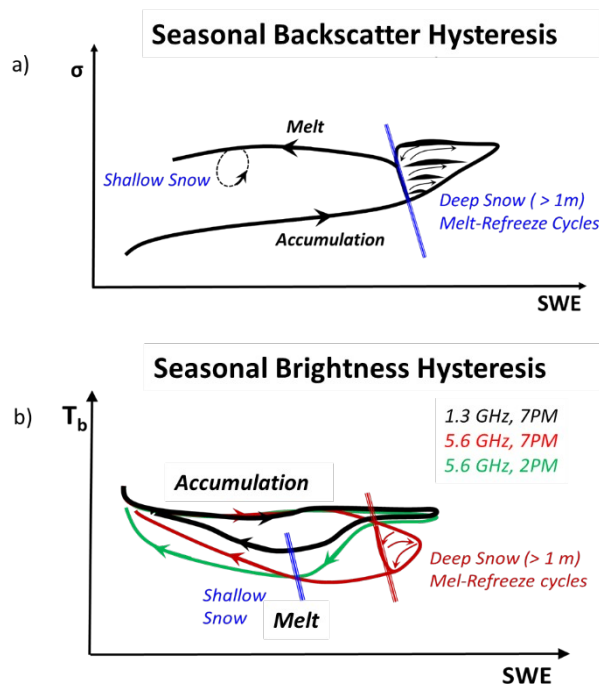 Seasonal Backscatter Hysteresis
a)
σ
Melt
Shallow Snow
Deep Snow ( > 1m)
Melt-Refreeze Cycles
Accumulation
SWE
Seasonal Brightness Hysteresis
b)
Tb
1.3 GHz, 7PM
5.6 GHz, 7PM
5.6 GHz, 2PM
Accumulation
Deep Snow (> 1 m)
Mel-Refreeze cycles
Shallow
Snow
Melt
SWE